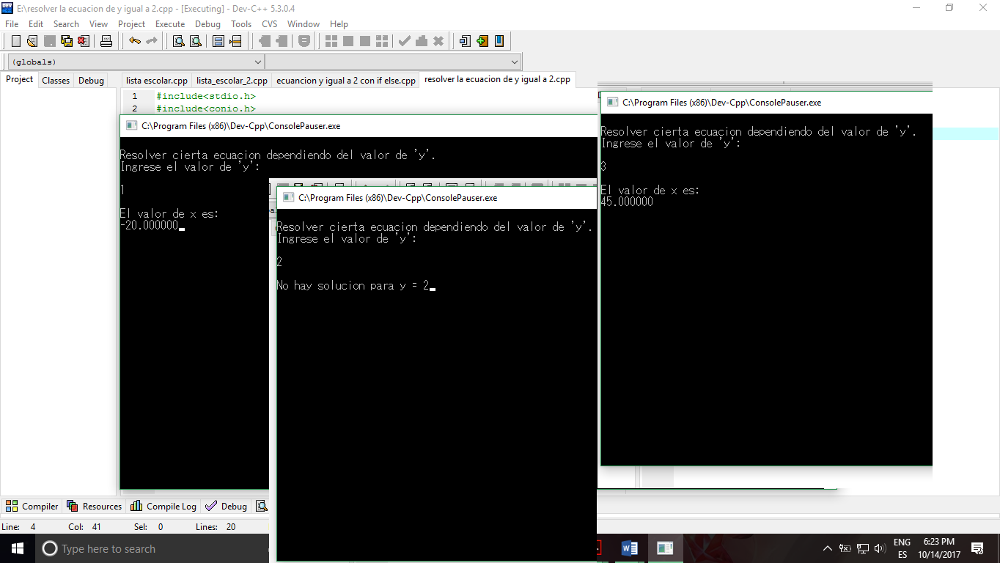 E:\resolver la ecuacion de y igual a 2.cpp - [Executing] - Dev-C++ 5.3.0.4
File Edit Search View Project Execute Debug Tools CVS Window Help
(globals)
Project Classes Debug
lista escolar.cpp lista_escolar_2.cpp ecuancion y igual a 2 con if else.cpp resolver la ecuacion de y igual a 2.cpp
1 #include<stdio.h>
2 #include<conio.h>
C:\Program Files (x86)\Dev-Cpp\ConsolePauser.exe
Resolver cierta ecuacion dependiendo del valor de 'y'.
Ingrese el valor de 'y':
1
El valor de x es:
-20.000000
C:\Program Files (x86)\Dev-Cpp\ConsolePauser.exe
Resolver cierta ecuacion dependiendo del valor de 'y'.
Ingrese el valor de 'y':
2
No hay solucion para y = 2
C:\Program Files (x86)\Dev-Cpp\ConsolePauser.exe
Resolver cierta ecuacion dependiendo del valor de 'y'.
Ingrese el valor de 'y':
3
El valor de x es:
45.000000
Compiler Resources Compile Log Debug
Line: 4 Col: 41 Sel: 0 Lines: 20
Type here to search
ENG
ES
6:23 PM
10/14/2017